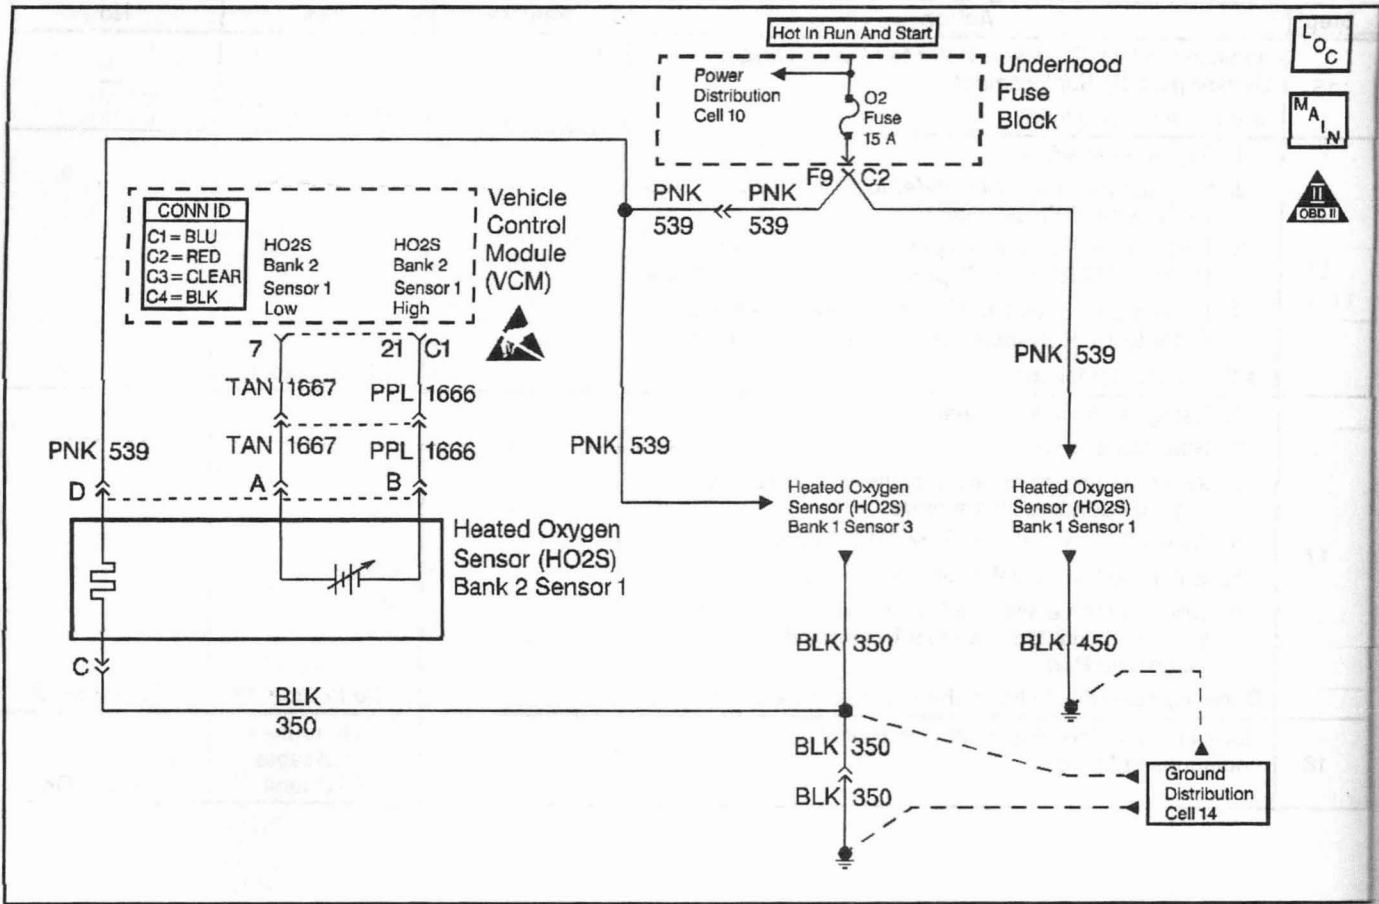 Hot In Run And Start
Power
Distribution
Cell 10
O2
Fuse
15 A
Underhood
Fuse
Block
LOC
MAIN
II
OBD II
F9
C2
PNK
539
PNK
539
CONN ID
C1 = BLU
C2 = RED
C3 = CLEAR
C4 = BLK
HO2S
Bank 2
Sensor 1
Low
HO2S
Bank 2
Sensor 1
High
Vehicle
Control
Module
(VCM)
7
21
C1
TAN 1667
PPL 1666
PNK 539
TAN 1667
PPL 1666
PNK 539
PNK 539
D
A
B
Heated Oxygen
Sensor (HO2S)
Bank 1 Sensor 3
Heated Oxygen
Sensor (HO2S)
Bank 1 Sensor 1
Heated Oxygen
Sensor (HO2S)
Bank 2 Sensor 1
BLK 350
BLK 450
C
BLK
350
BLK 350
BLK 350
Ground
Distribution
Cell 14